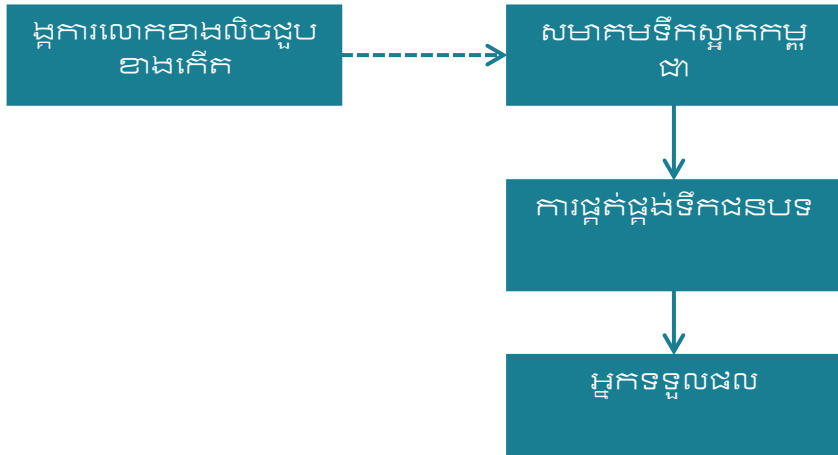 ង្គការលោកខាងលិចជួប
ខាងកើត
សមាគមទឹកស្អាតកម្ពុ
ជា
ការផ្គត់ផ្គង់ទឹកជនបទ
អ្នកទទួលផល